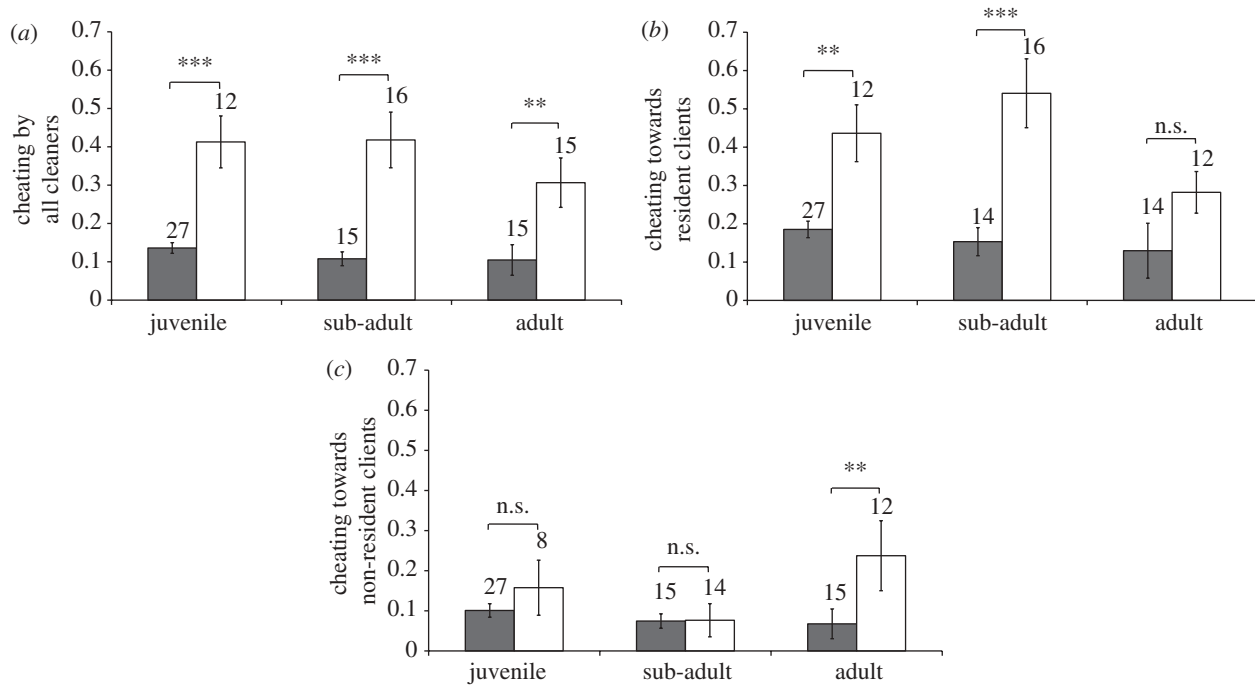 (a)
cheating by
all cleaners
0.7
0.6
0.5
0.4
0.3
0.2
0.1
0
***
27
12
***
15
16
**
15
15
juvenile
sub-adult
adult
(b)
cheating towards
resident clients
0.7
0.6
0.5
0.4
0.3
0.2
0.1
0
**
27
12
***
14
16
n.s.
14
12
juvenile
sub-adult
adult
(c)
cheating towards
non-resident clients
0.7
0.6
0.5
0.4
0.3
0.2
0.1
0
n.s.
27
8
n.s.
15
14
**
15
12
juvenile
sub-adult
adult